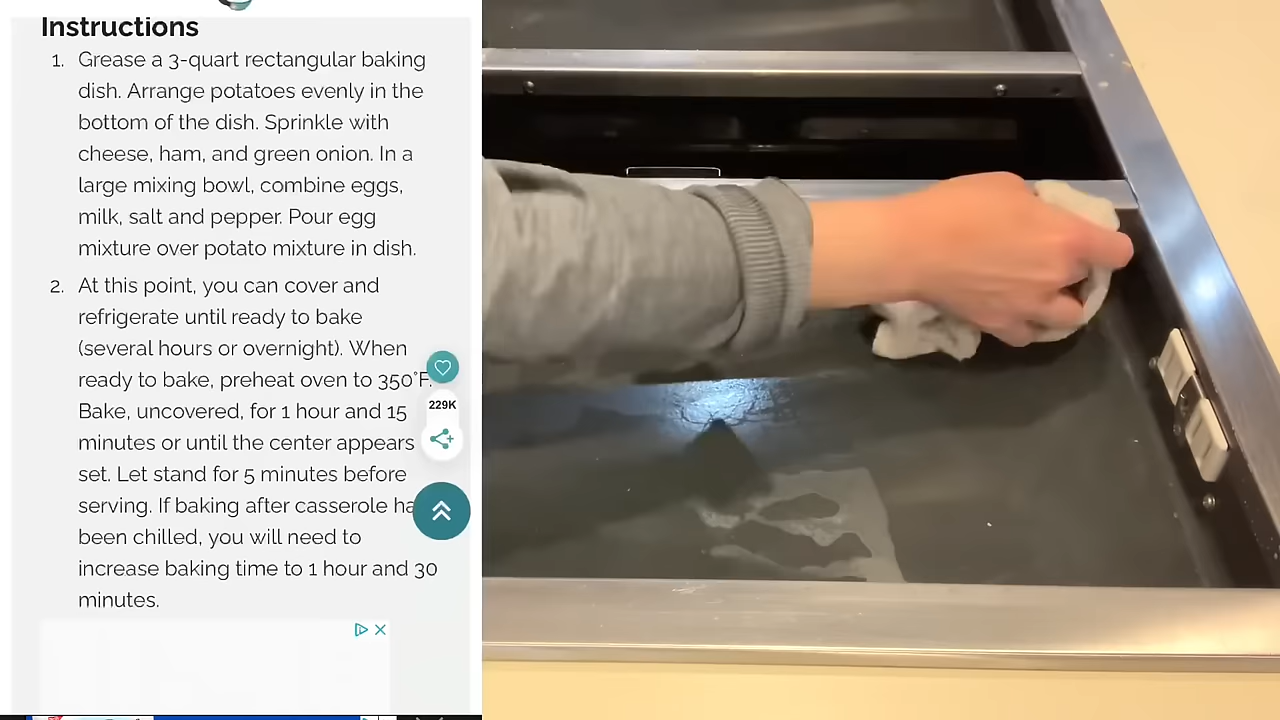 Instructions
1. Grease a 3-quart rectangular baking
dish. Arrange potatoes evenly in the
bottom of the dish. Sprinkle with
cheese, ham, and green onion. In a
large mixing bowl, combine eggs,
milk, salt and pepper. Pour egg
mixture over potato mixture in dish.
2. At this point, you can cover and
refrigerate until ready to bake
(several hours or overnight). When
ready to bake, preheat oven to 350°F.
Bake, uncovered, for 1 hour and 15
minutes or until the center appears
set. Let stand for 5 minutes before
serving. If baking after casserole ha
been chilled, you will need to
increase baking time to 1 hour and 30
minutes.
229K